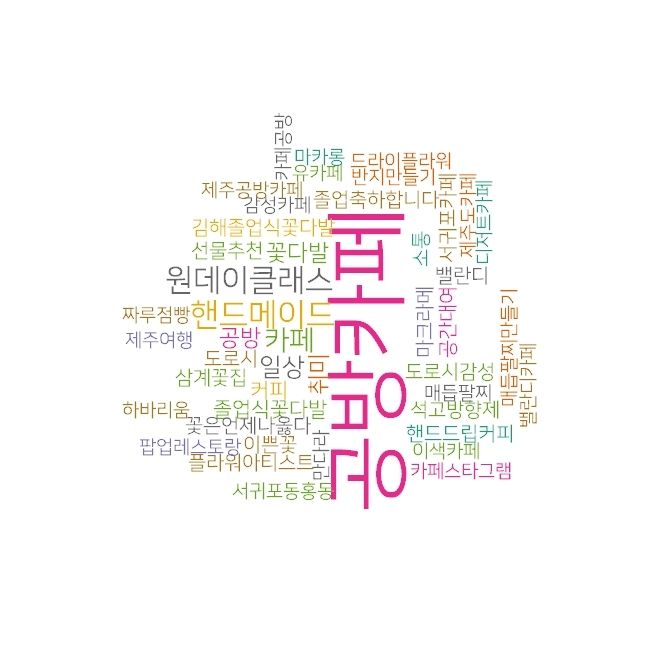 카페공방
마카롱
드라이플라워
유카페
반지만들기
제주공방카페
감성카페
졸업축하합니다
서귀포카페
제주도카페
디저트카페
김해졸업식꽃다발
선물추천
꽃다발
소통
원데이클래스
밸란디
공방카페
짜루점빵
핸드메이드
마크라메
공간대여
매듭팔찌만들기
제주여행
공방
카페
밸란디카페
도로시
일상
취미
도로시감성
삼계꽃집
커피
매듭팔찌
하바리움
졸업식꽃다발
석고방향제
꽃은언제나옳다
핸드드립커피
팝업레스토랑
이쁜꽃
만다라
이색카페
플라워아티스트
카페스타그램
서귀포동홍동